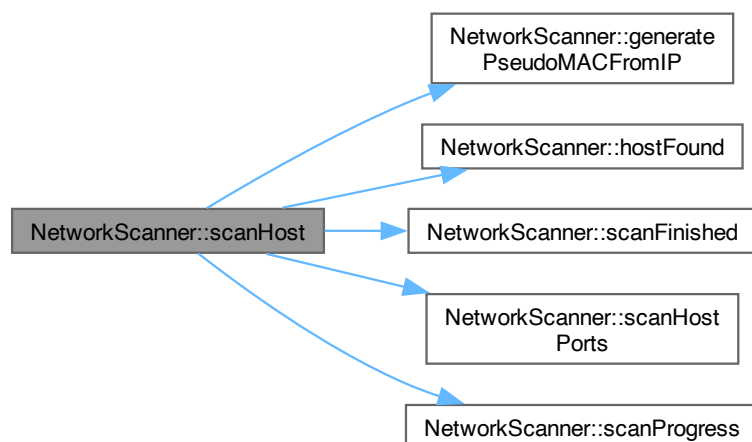 NetworkScanner::generate
PseudoMACFromIP
NetworkScanner::hostFound
NetworkScanner::scanHost
NetworkScanner::scanFinished
NetworkScanner::scanHost
Ports
NetworkScanner::scanProgress